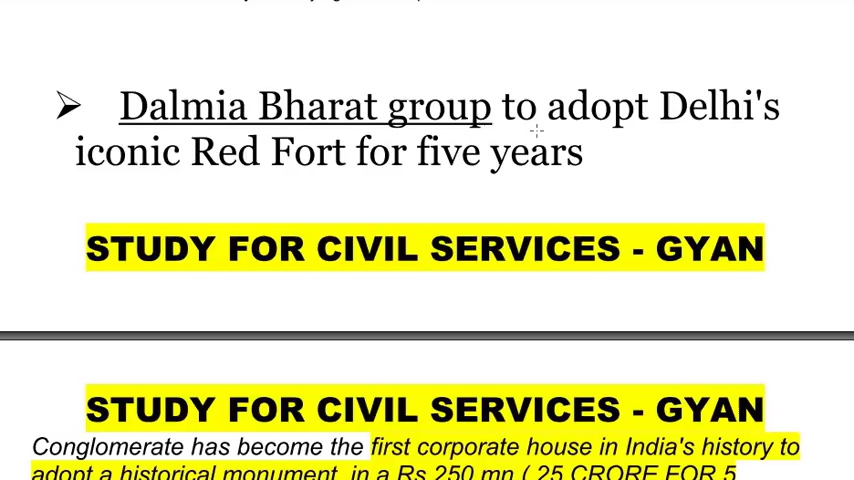 ➢ Dalmia Bharat group to adopt Delhi's
iconic Red Fort for five years
STUDY FOR CIVIL SERVICES - GYAN
STUDY FOR CIVIL SERVICES - GYAN
Conglomerate has become the first corporate house in India's history to
adopt a historical monument, in a Rs 250 mn ( 25 CRORE FOR 5